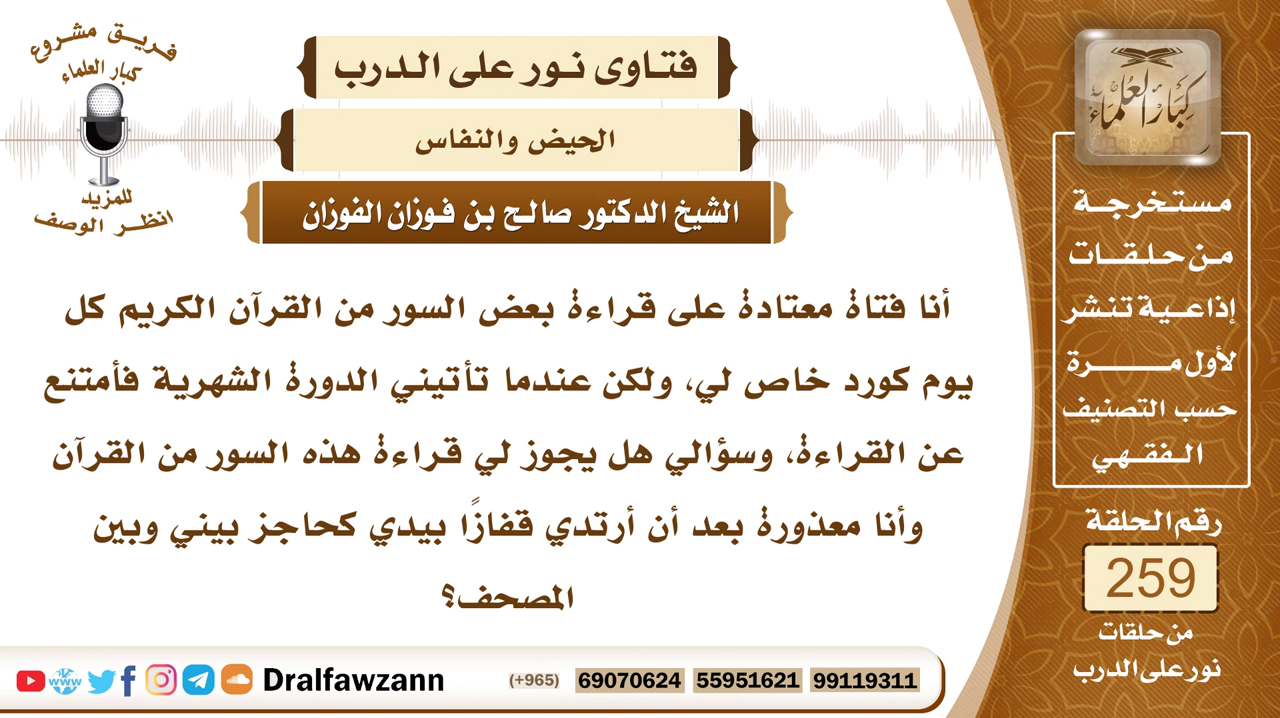 فريق مشروع
كبار العلماء
للمزيد
انظر الوصف
فتاوى نور على الدرب
الحيض والنفاس
الشيخ الدكتور صالح بن فوزان الفوزان
أنا فتاة معتادة على قراءة بعض السور من القرآن الكريم كل
يوم كورد خاص لي، ولكن عندما تأتيني الدورة الشهرية فأمتنع
عن القراءة، وسؤالي هل يجوز لي قراءة هذه السور من القرآن
وأنا معذورة بعد أن أرتدي قفازًا بيدي كحاجز بيني وبين
المصحف؟
كبار العلماء
مستخرجة
من حلقات
إذاعية تنشر
لأول مرة
حسب التصنيف
الفقهي
رقم الحلقة
259
من حلقات
نور على الدرب
www Dralfawzann (+965) 69070624 55951621 99119311